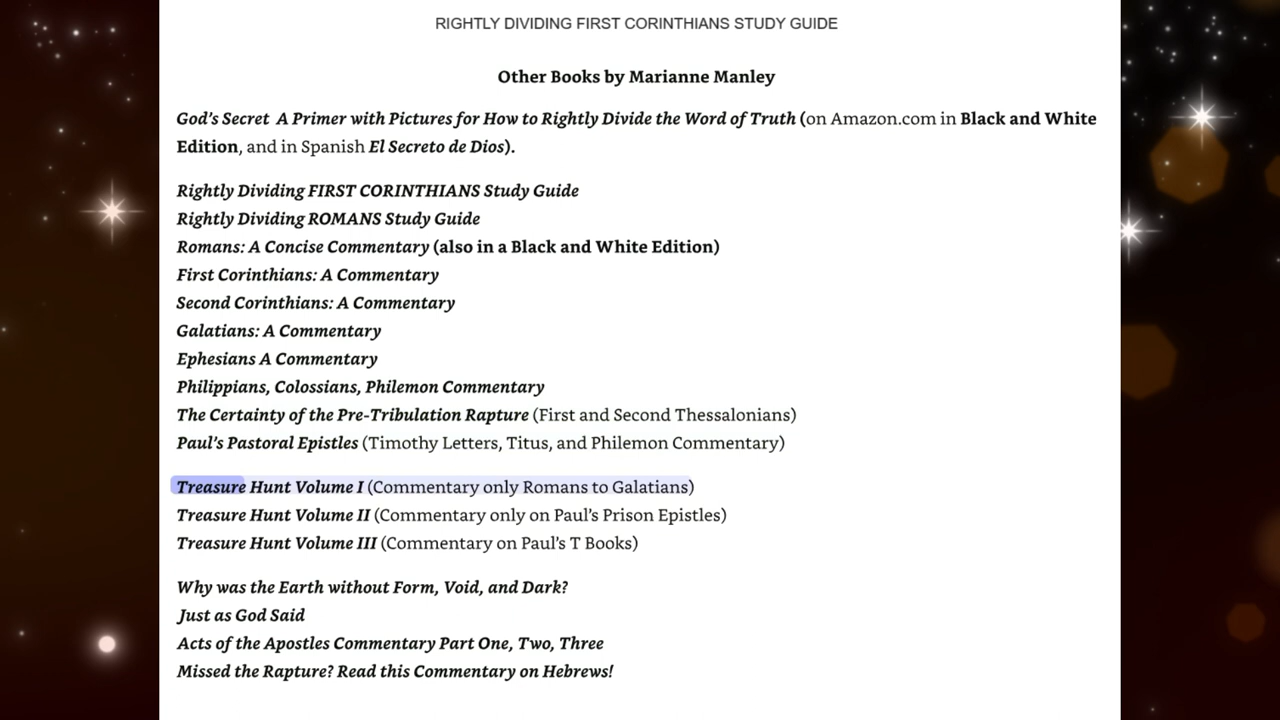 RIGHTLY DIVIDING FIRST CORINTHIANS STUDY GUIDE
Other Books by Marianne Manley
God's Secret  A Primer with Pictures for How to Rightly Divide the Word of Truth (on Amazon.com in Black and White
Edition, and in Spanish El Secreto de Dios).
Rightly Dividing FIRST CORINTHIANS Study Guide
Rightly Dividing ROMANS Study Guide
Romans: A Concise Commentary (also in a Black and White Edition)
First Corinthians: A Commentary
Second Corinthians: A Commentary
Galatians: A Commentary
Ephesians A Commentary
Philippians, Colossians, Philemon Commentary
The Certainty of the Pre-Tribulation Rapture (First and Second Thessalonians)
Paul's Pastoral Epistles (Timothy Letters, Titus, and Philemon Commentary)
Treasure Hunt Volume I (Commentary only Romans to Galatians)
Treasure Hunt Volume II (Commentary only on Paul's Prison Epistles)
Treasure Hunt Volume III (Commentary on Paul's T Books)
Why was the Earth without Form, Void, and Dark?
Just as God Said
Acts of the Apostles Commentary Part One, Two, Three
Missed the Rapture? Read this Commentary on Hebrews!